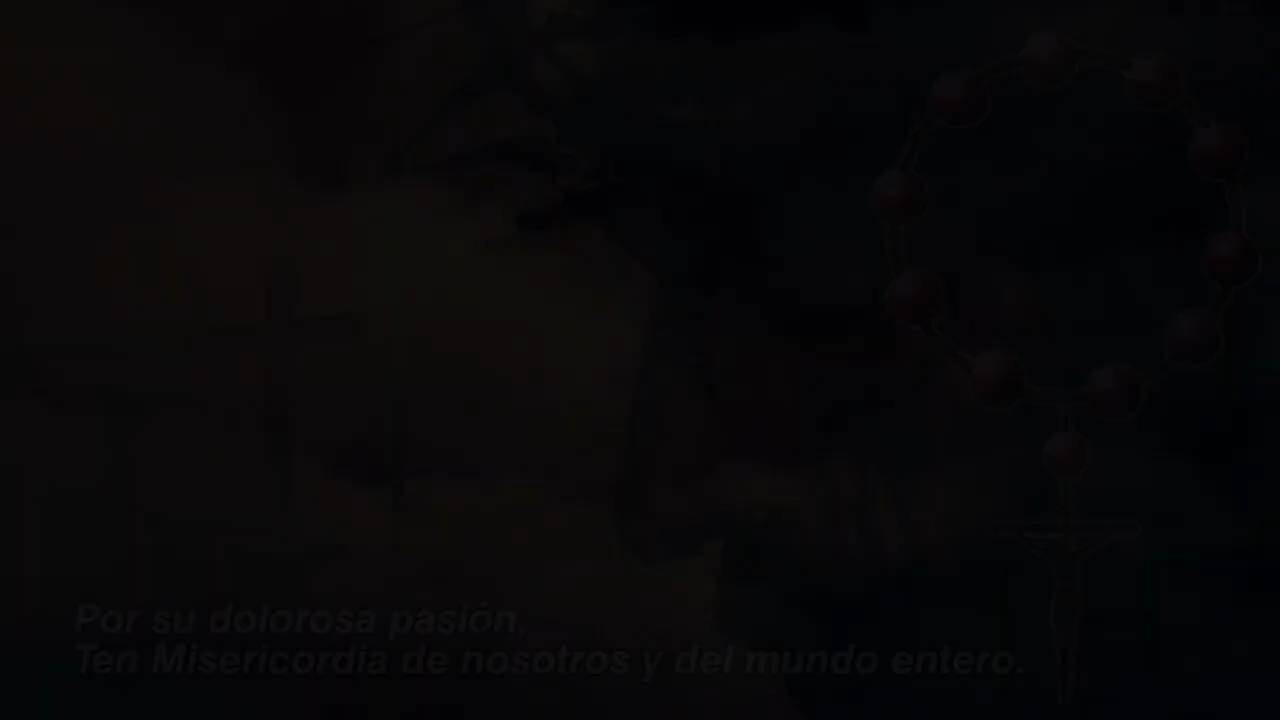 Por su dolorosa pasión,
Ten Misericordia de nosotros y del mundo entero.